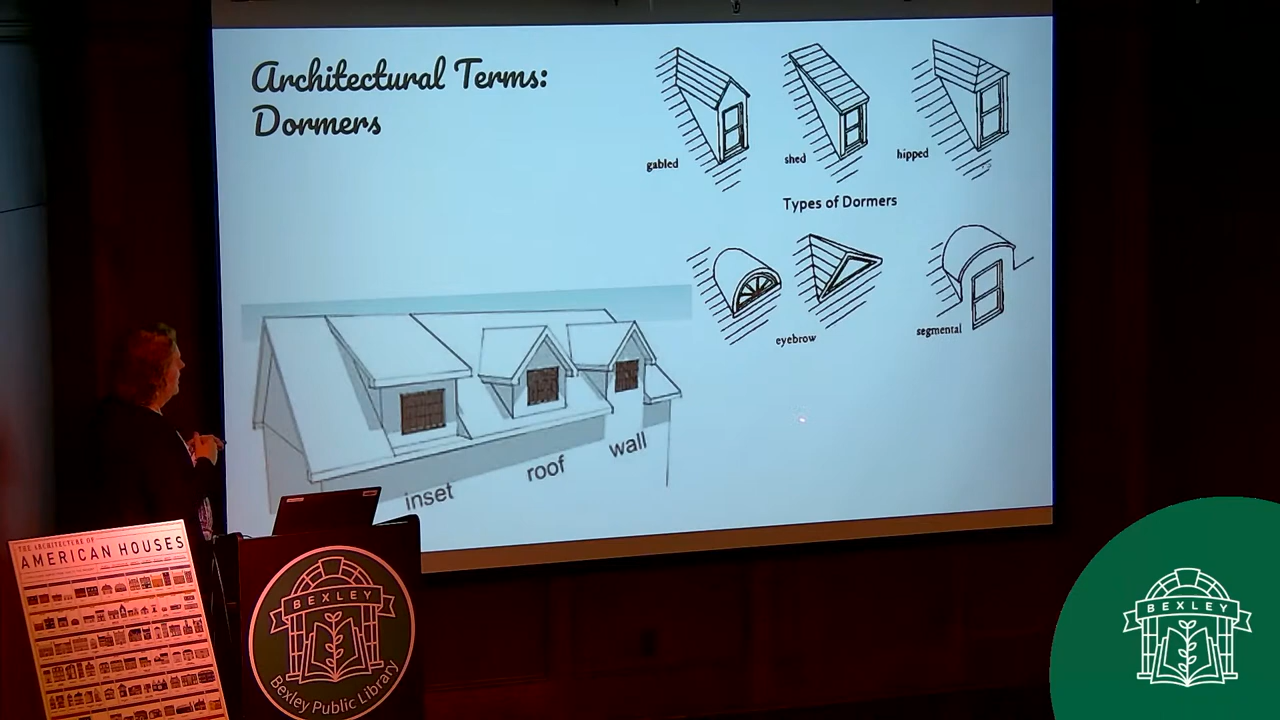 Architectural Terms:
Dormers
gabled
shed
hipped
Types of Dormers
eyebrow
segmental
inset
roof
wall
THE ARCHITECTURE OF
AMERICAN HOUSES
BEXLEY
Bexley Public Library
BEXLEY